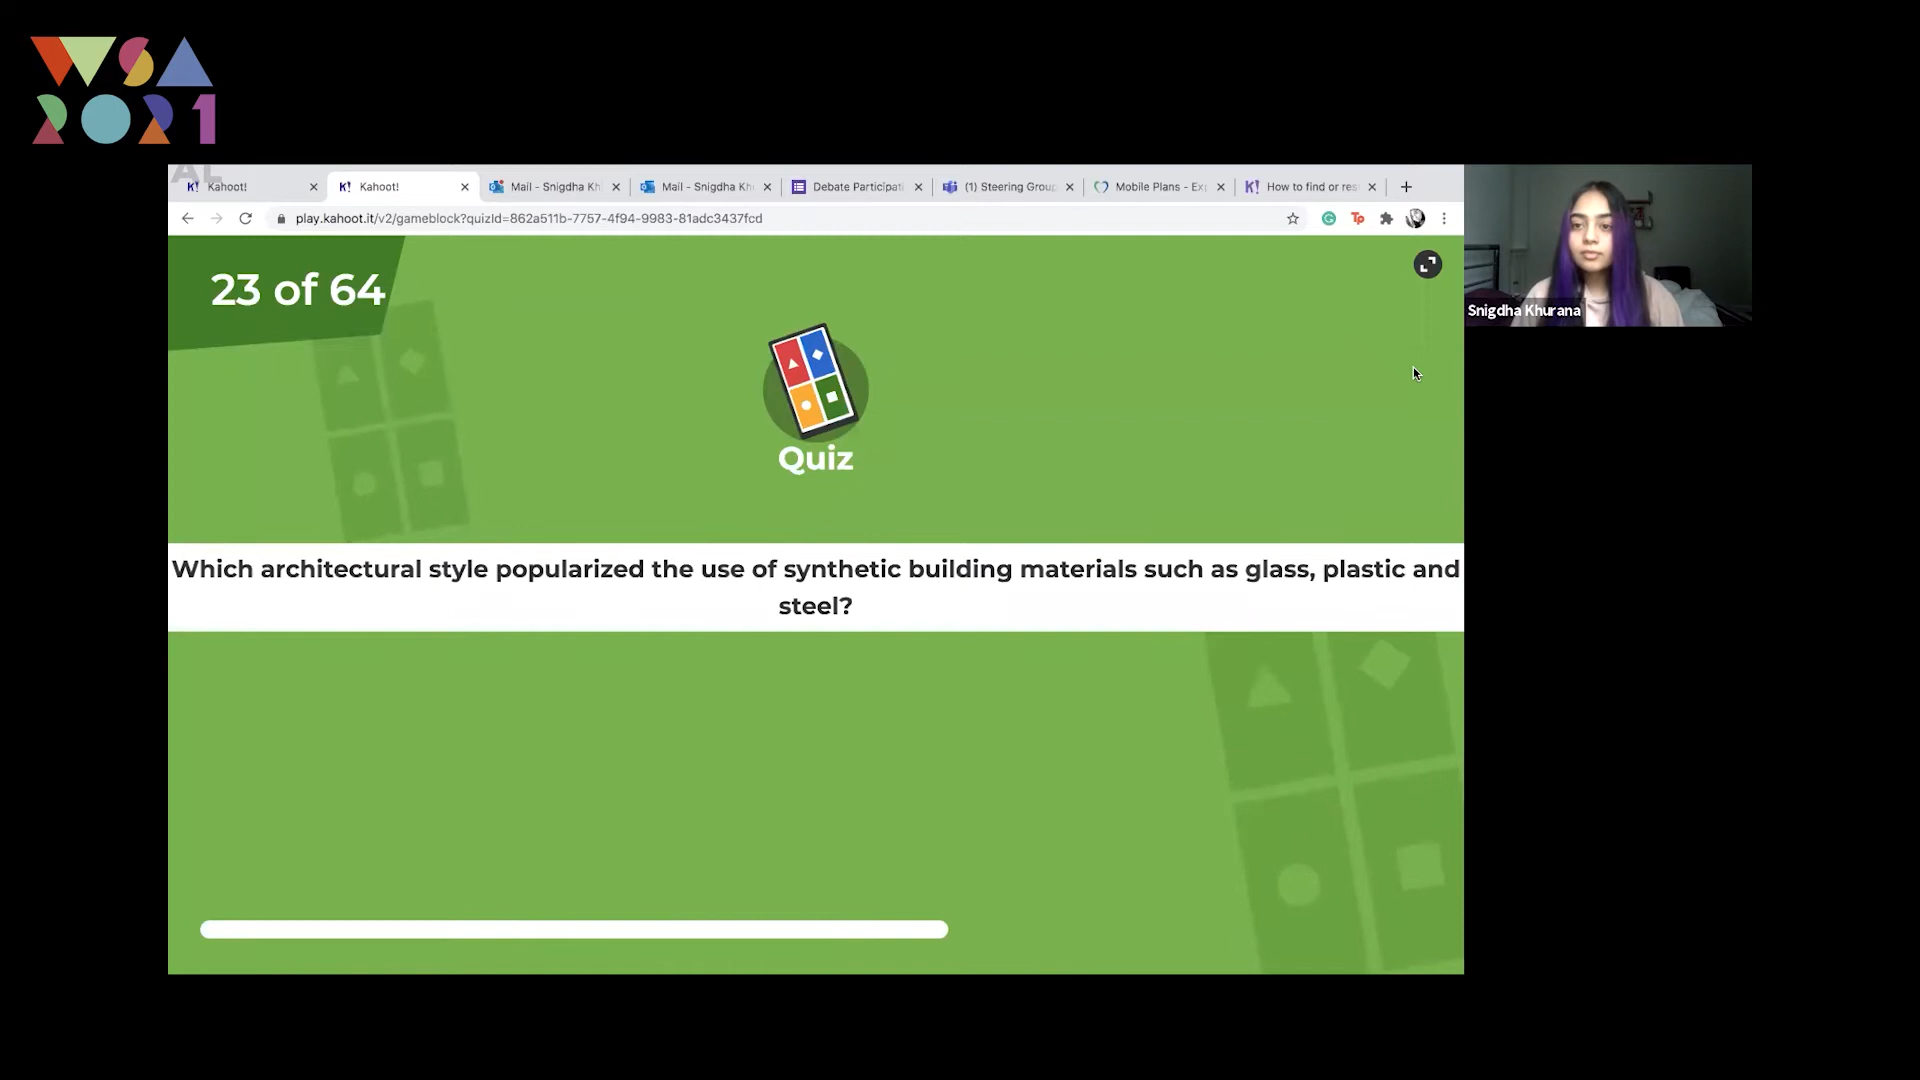 WSA
2021
AL
Kahoot!
Kahoot!
Mail - Snigdha Kh
Mail - Snigdha Kh
Debate Participati
(1) Steering Group
Mobile Plans - Ex
How to find or res
play.kahoot.it/v2/gameblock?quizId=862a511b-7757-4f94-9983-81adc3437fcd
Tp
23 of 64
Snigdha Khurana
Quiz
Which architectural style popularized the use of synthetic building materials such as glass, plastic and
steel?